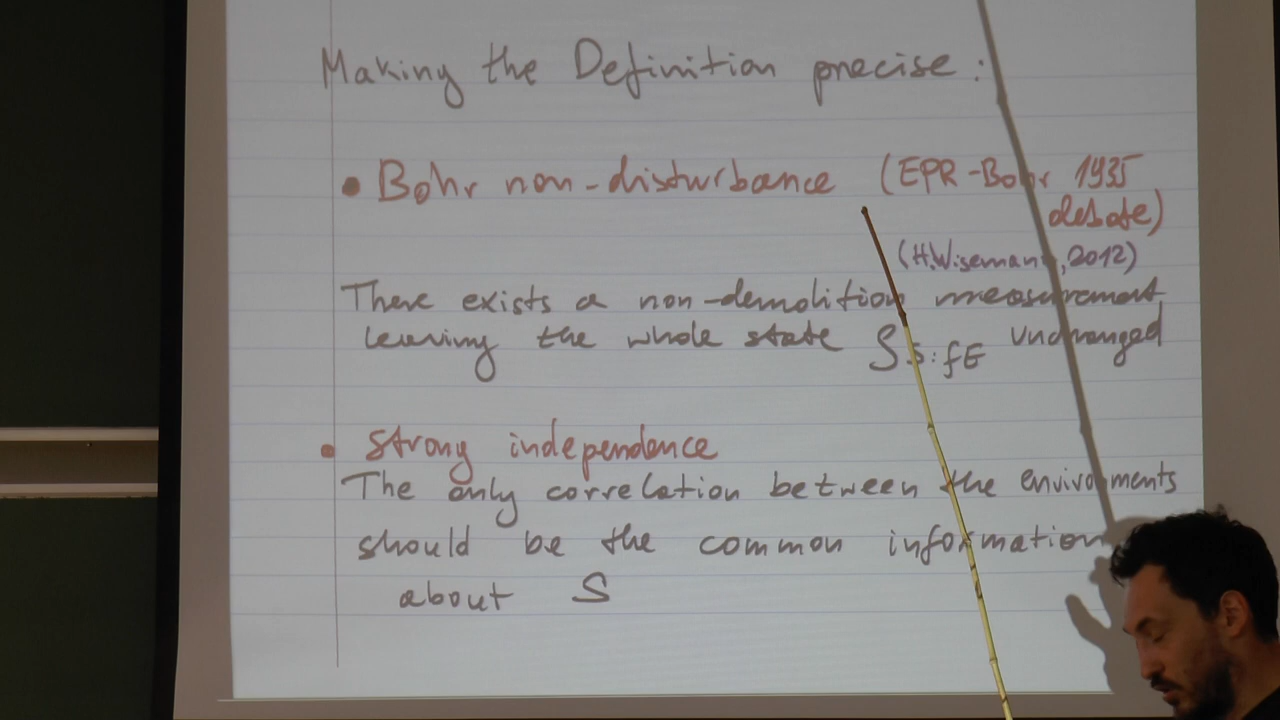 Making the Definition precise:
• Bohr non-disturbance (EPR-Bohr 1935
debate)
(H.Wiseman, 2012)
There exists a non-demolition measurement
leaving the whole state ϱS:fE unchanged
• strong independence
The only correlation between the environments
should be the common information
about S